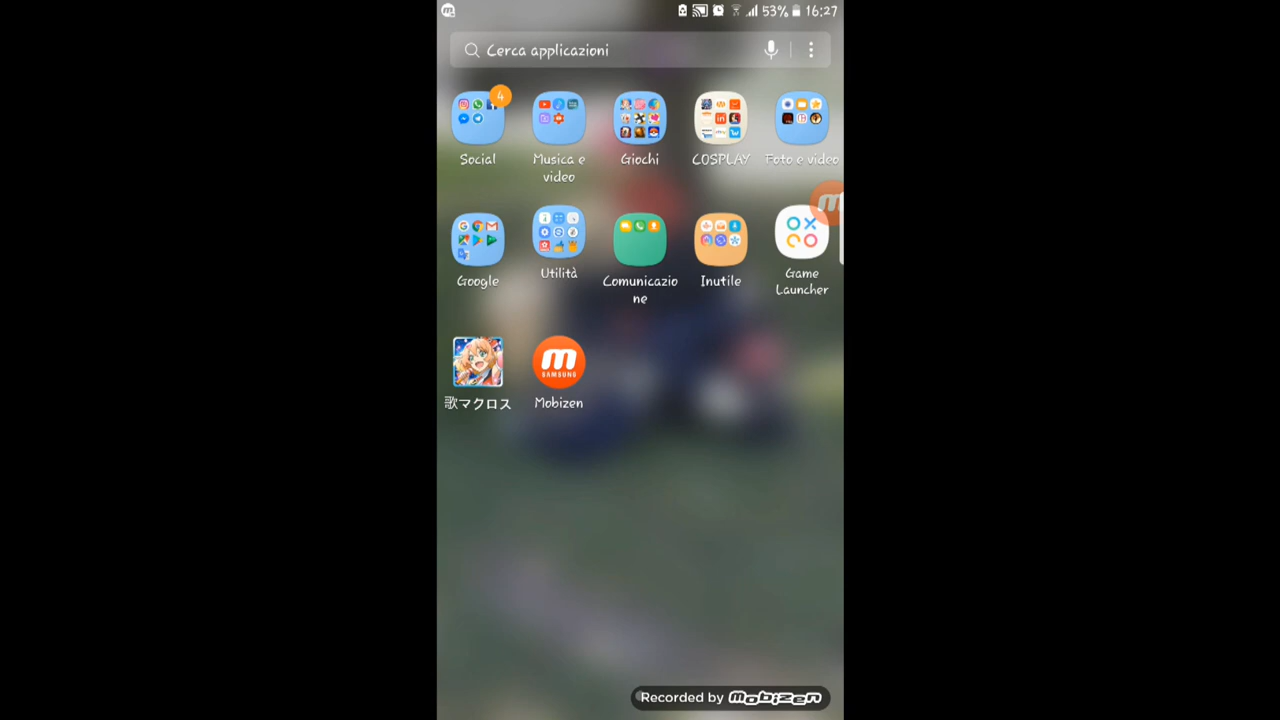 53% 16:27
Cerca applicazioni
4
Social
Musica e
video
Giochi
COSPLAY
Foto e video
Google
Utilità
Comunicazio
ne
Inutile
Game
Launcher
歌マクロス
m
SAMSUNG
Mobizen
Recorded by mobizen